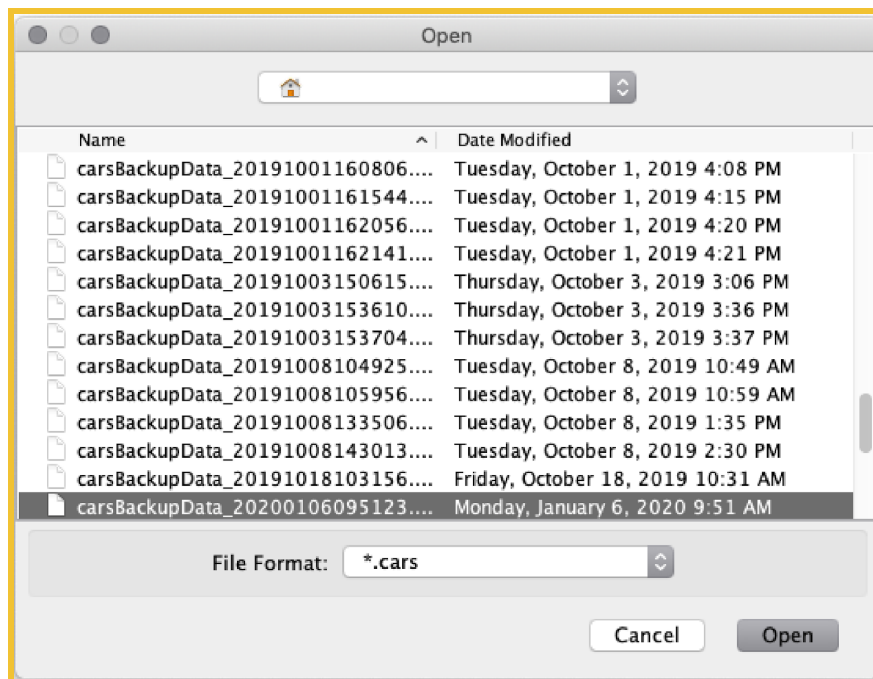 Open
Name Date Modified
carsBackupData_20191001160806.... Tuesday, October 1, 2019 4:08 PM
carsBackupData_20191001161544.... Tuesday, October 1, 2019 4:15 PM
carsBackupData_20191001162056.... Tuesday, October 1, 2019 4:20 PM
carsBackupData_20191001162141.... Tuesday, October 1, 2019 4:21 PM
carsBackupData_20191003150615.... Thursday, October 3, 2019 3:06 PM
carsBackupData_20191003153610.... Thursday, October 3, 2019 3:36 PM
carsBackupData_20191003153704.... Thursday, October 3, 2019 3:37 PM
carsBackupData_20191008104925.... Tuesday, October 8, 2019 10:49 AM
carsBackupData_20191008105956.... Tuesday, October 8, 2019 10:59 AM
carsBackupData_20191008133506.... Tuesday, October 8, 2019 1:35 PM
carsBackupData_20191008143013.... Tuesday, October 8, 2019 2:30 PM
carsBackupData_20191018103156.... Friday, October 18, 2019 10:31 AM
carsBackupData_20200106095123.... Monday, January 6, 2020 9:51 AM
File Format: *.cars
Cancel Open